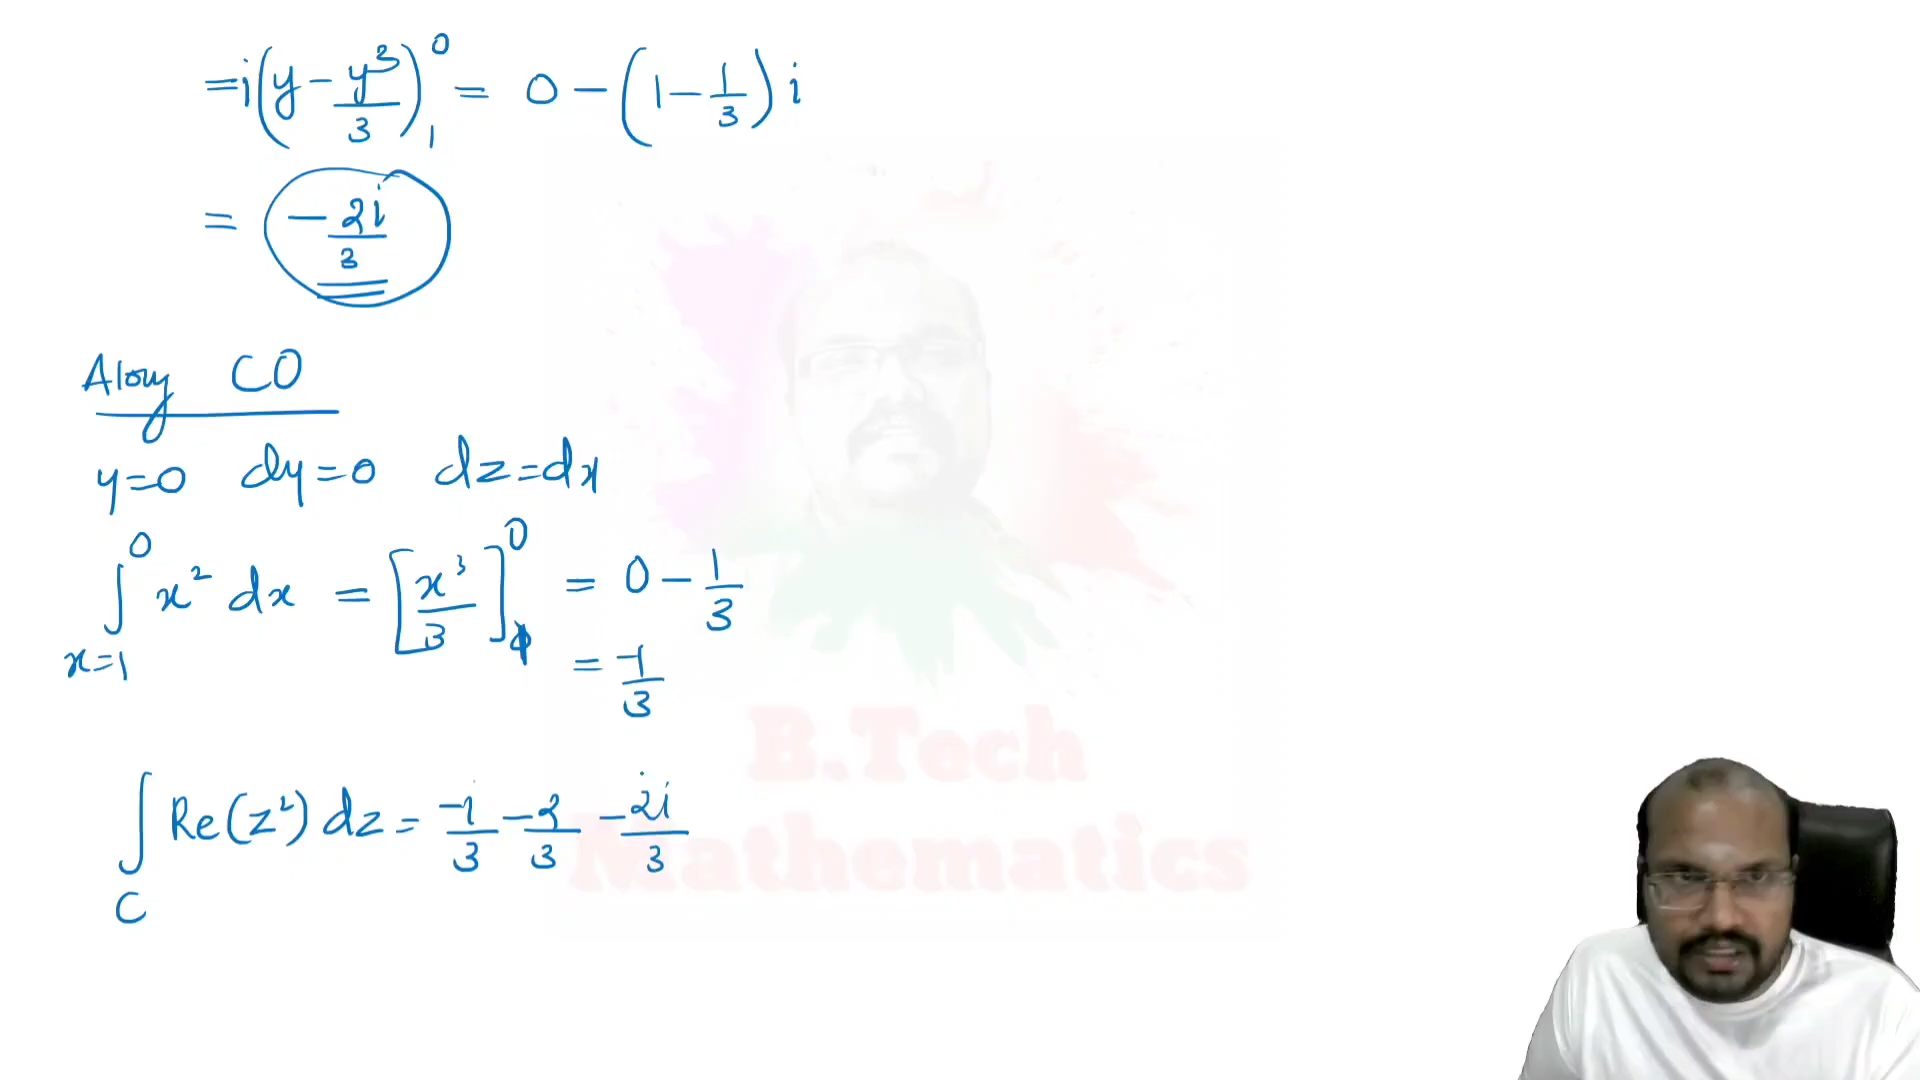 =i(y-y³/3)₁⁰ = 0-(1-1/3)i
= -2i/3
Along CO
y=0 dy=0 dz=dx
∫ₓ₌₁⁰ x² dx = [x³/3]₁⁰ = 0-1/3
= -1/3
∫_C Re(z²) dz = -1/3 -2/3 -2i/3
B.Tech
Mathematics